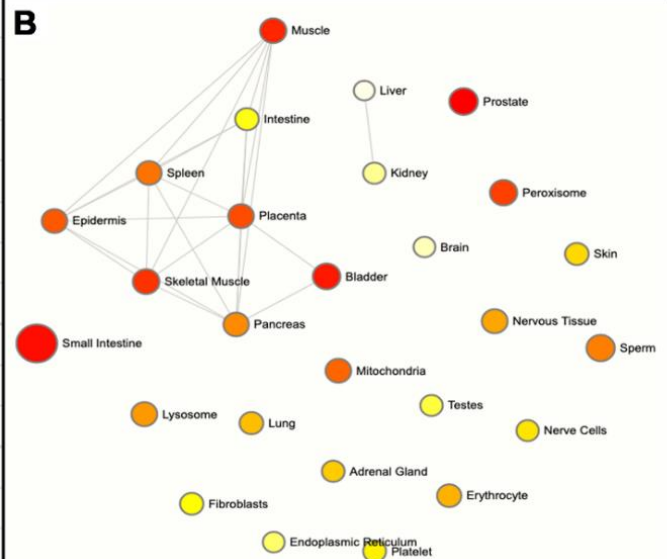 B
Muscle
Liver
Prostate
Intestine
Spleen
Kidney
Peroxisome
Epidermis
Placenta
Brain
Skin
Skeletal Muscle
Bladder
Pancreas
Nervous Tissue
Small Intestine
Sperm
Mitochondria
Testes
Lysosome
Lung
Nerve Cells
Adrenal Gland
Erythrocyte
Fibroblasts
Endoplasmic Reticulum
Platelet